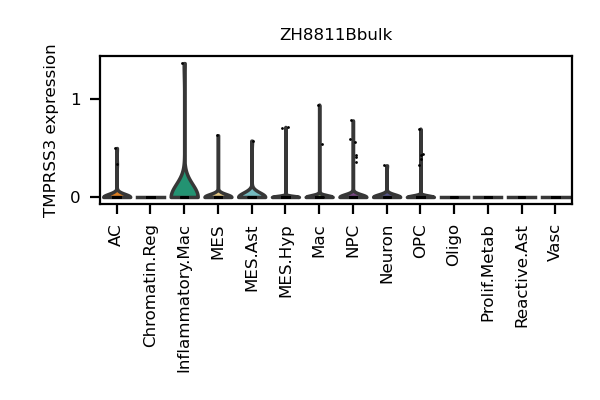 ZH8811Bbulk
TMPRSS3 expression
1
0
AC
Chromatin.Reg
Inflammatory.Mac
MES
MES.Ast
MES.Hyp
Mac
NPC
Neuron
OPC
Oligo
Prolif.Metab
Reactive.Ast
Vasc